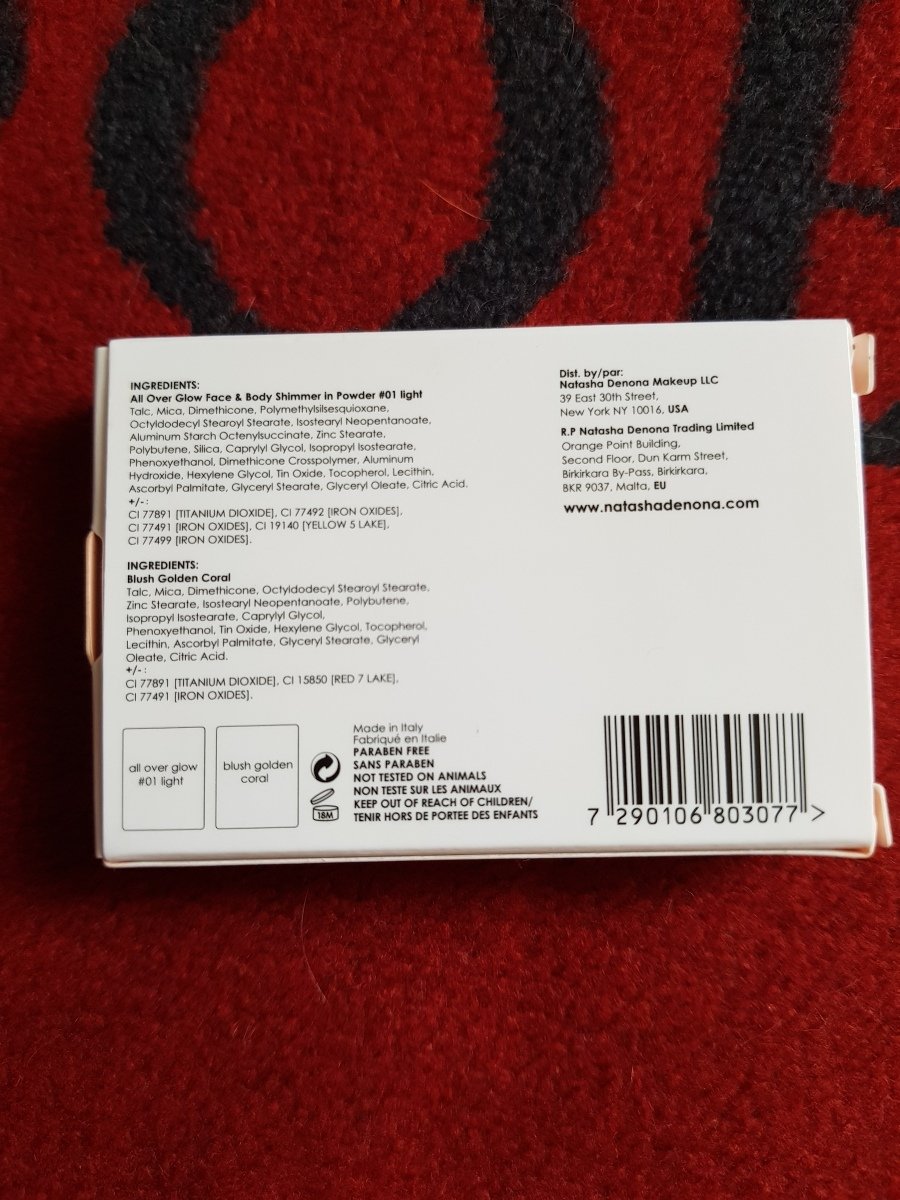 INGREDIENTS:
All Over Glow Face & Body Shimmer in Powder #01 light
Talc, Mica, Dimethicone, Polymethylsilsesquioxane,
Octyldodecyl Stearoyl Stearate, Isostearyl Neopentanoate,
Aluminum Starch Octenylsuccinate, Zinc Stearate,
Polybutene, Silica, Caprylyl Glycol, Isopropyl Isostearate,
Phenoxyethanol, Dimethicone Crosspolymer, Aluminum
Hydroxide, Hexylene Glycol, Tin Oxide, Tocopherol, Lecithin,
Ascorbyl Palmitate, Glyceryl Stearate, Glyceryl Oleate, Citric Acid.
+/- :
CI 77891 [TITANIUM DIOXIDE], CI 77492 [IRON OXIDES],
CI 77491 [IRON OXIDES], CI 19140 [YELLOW 5 LAKE],
CI 77499 [IRON OXIDES].
INGREDIENTS:
Blush Golden Coral
Talc, Mica, Dimethicone, Octyldodecyl Stearoyl Stearate,
Zinc Stearate, Isostearyl Neopentanoate, Polybutene,
Isopropyl Isostearate, Caprylyl Glycol,
Phenoxyethanol, Tin Oxide, Hexylene Glycol, Tocopherol,
Lecithin, Ascorbyl Palmitate, Glyceryl Stearate, Glyceryl
Oleate, Citric Acid.
+/- :
CI 77891 [TITANIUM DIOXIDE], CI 15850 [RED 7 LAKE],
CI 77491 [IRON OXIDES].
Dist. by/par:
Natasha Denona Makeup LLC
39 East 30th Street,
New York NY 10016, USA
R.P Natasha Denona Trading Limited
Orange Point Building,
Second Floor, Dun Karm Street,
Birkirkara By-Pass, Birkirkara,
BKR 9037, Malta, EU
www.natashadenona.com
all over glow
#01 light
blush golden
coral
18M
Made in Italy
Fabriqué en Italie
PARABEN FREE
SANS PARABEN
NOT TESTED ON ANIMALS
NON TESTE SUR LES ANIMAUX
KEEP OUT OF REACH OF CHILDREN/
TENIR HORS DE PORTEE DES ENFANTS
7 290106 803077 >